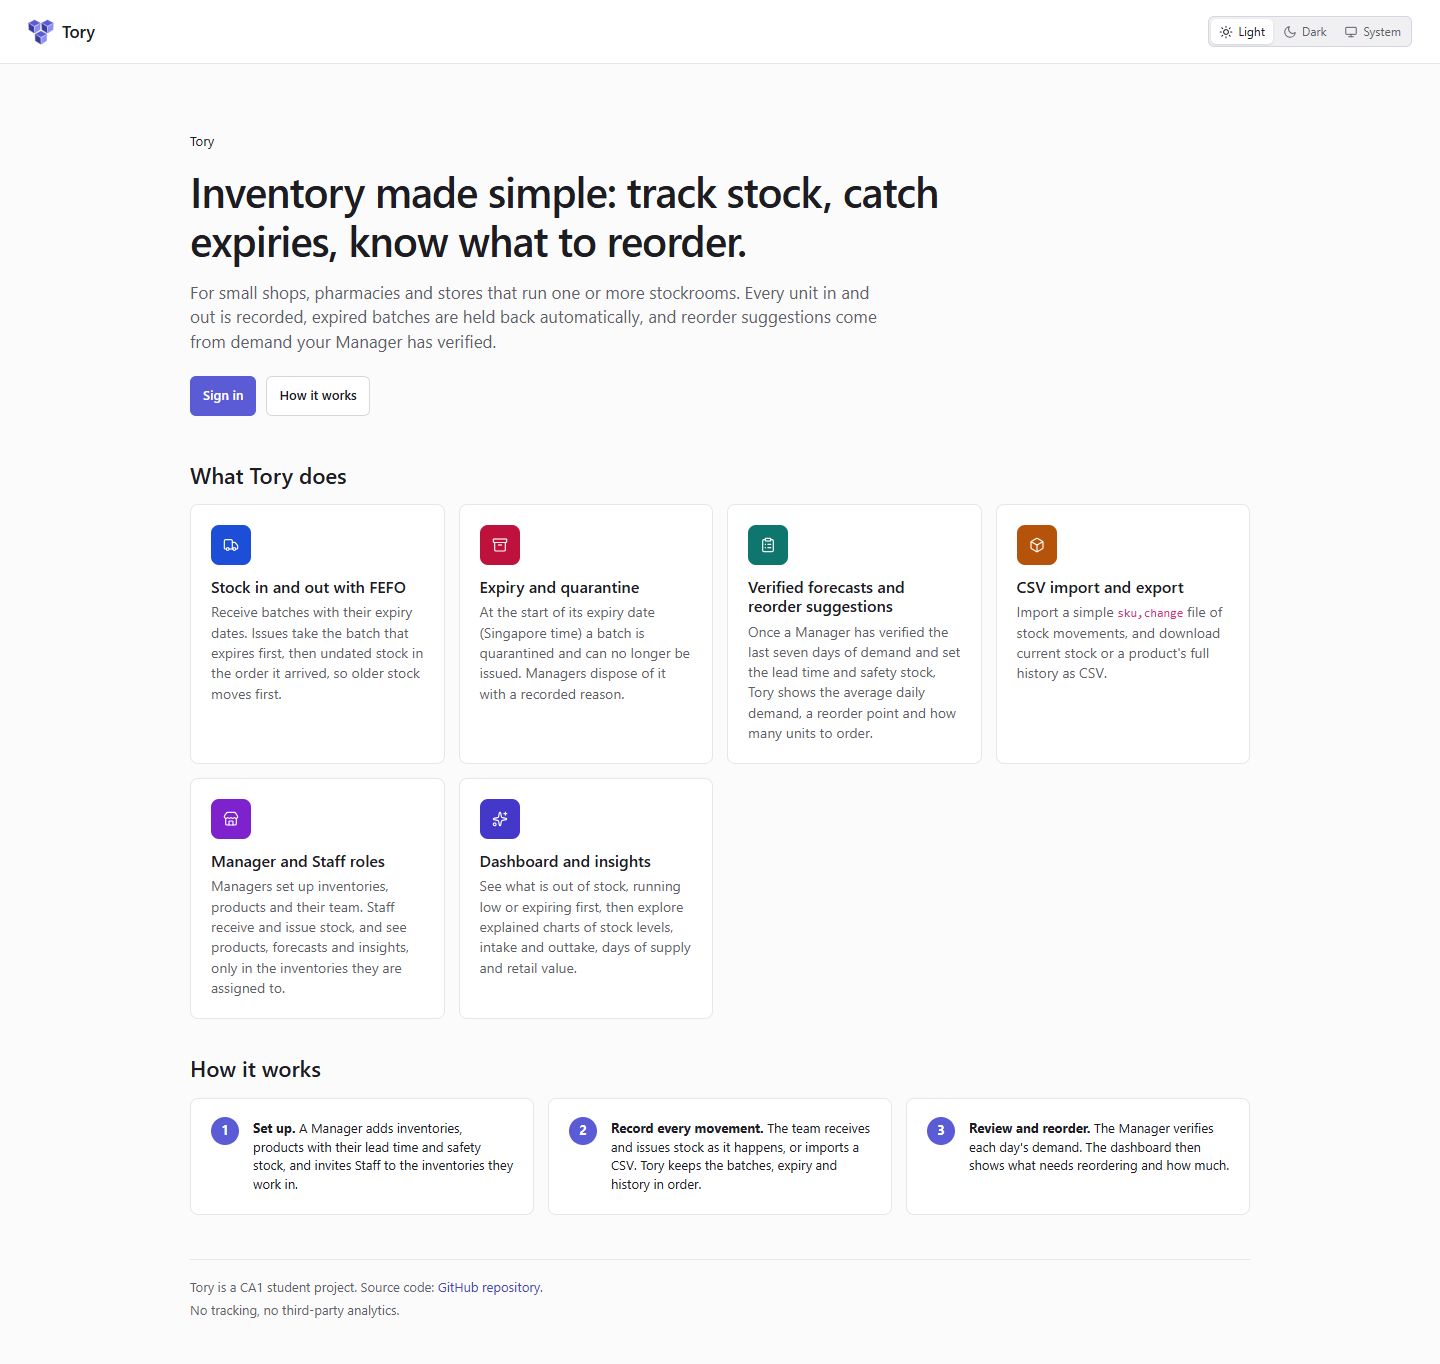 Tory
Light
Dark
System
Tory
Inventory made simple: track stock, catch
expiries, know what to reorder.
For small shops, pharmacies and stores that run one or more stockrooms. Every unit in and
out is recorded, expired batches are held back automatically, and reorder suggestions come
from demand your Manager has verified.
Sign in
How it works
What Tory does
Stock in and out with FEFO
Receive batches with their expiry
dates. Issues take the batch that
expires first, then undated stock in
the order it arrived, so older stock
moves first.
Expiry and quarantine
At the start of its expiry date
(Singapore time) a batch is
quarantined and can no longer be
issued. Managers dispose of it
with a recorded reason.
Verified forecasts and
reorder suggestions
Once a Manager has verified the
last seven days of demand and set
the lead time and safety stock,
Tory shows the average daily
demand, a reorder point and how
many units to order.
CSV import and export
Import a simple sku,change file of
stock movements, and download
current stock or a product's full
history as CSV.
Manager and Staff roles
Managers set up inventories,
products and their team. Staff
receive and issue stock, and see
products, forecasts and insights,
only in the inventories they are
assigned to.
Dashboard and insights
See what is out of stock, running
low or expiring first, then explore
explained charts of stock levels,
intake and outtake, days of supply
and retail value.
How it works
1
Set up. A Manager adds inventories,
products with their lead time and safety
stock, and invites Staff to the inventories they
work in.
2
Record every movement. The team receives
and issues stock as it happens, or imports a
CSV. Tory keeps the batches, expiry and
history in order.
3
Review and reorder. The Manager verifies
each day's demand. The dashboard then
shows what needs reordering and how much.
Tory is a CA1 student project. Source code: GitHub repository.
No tracking, no third-party analytics.